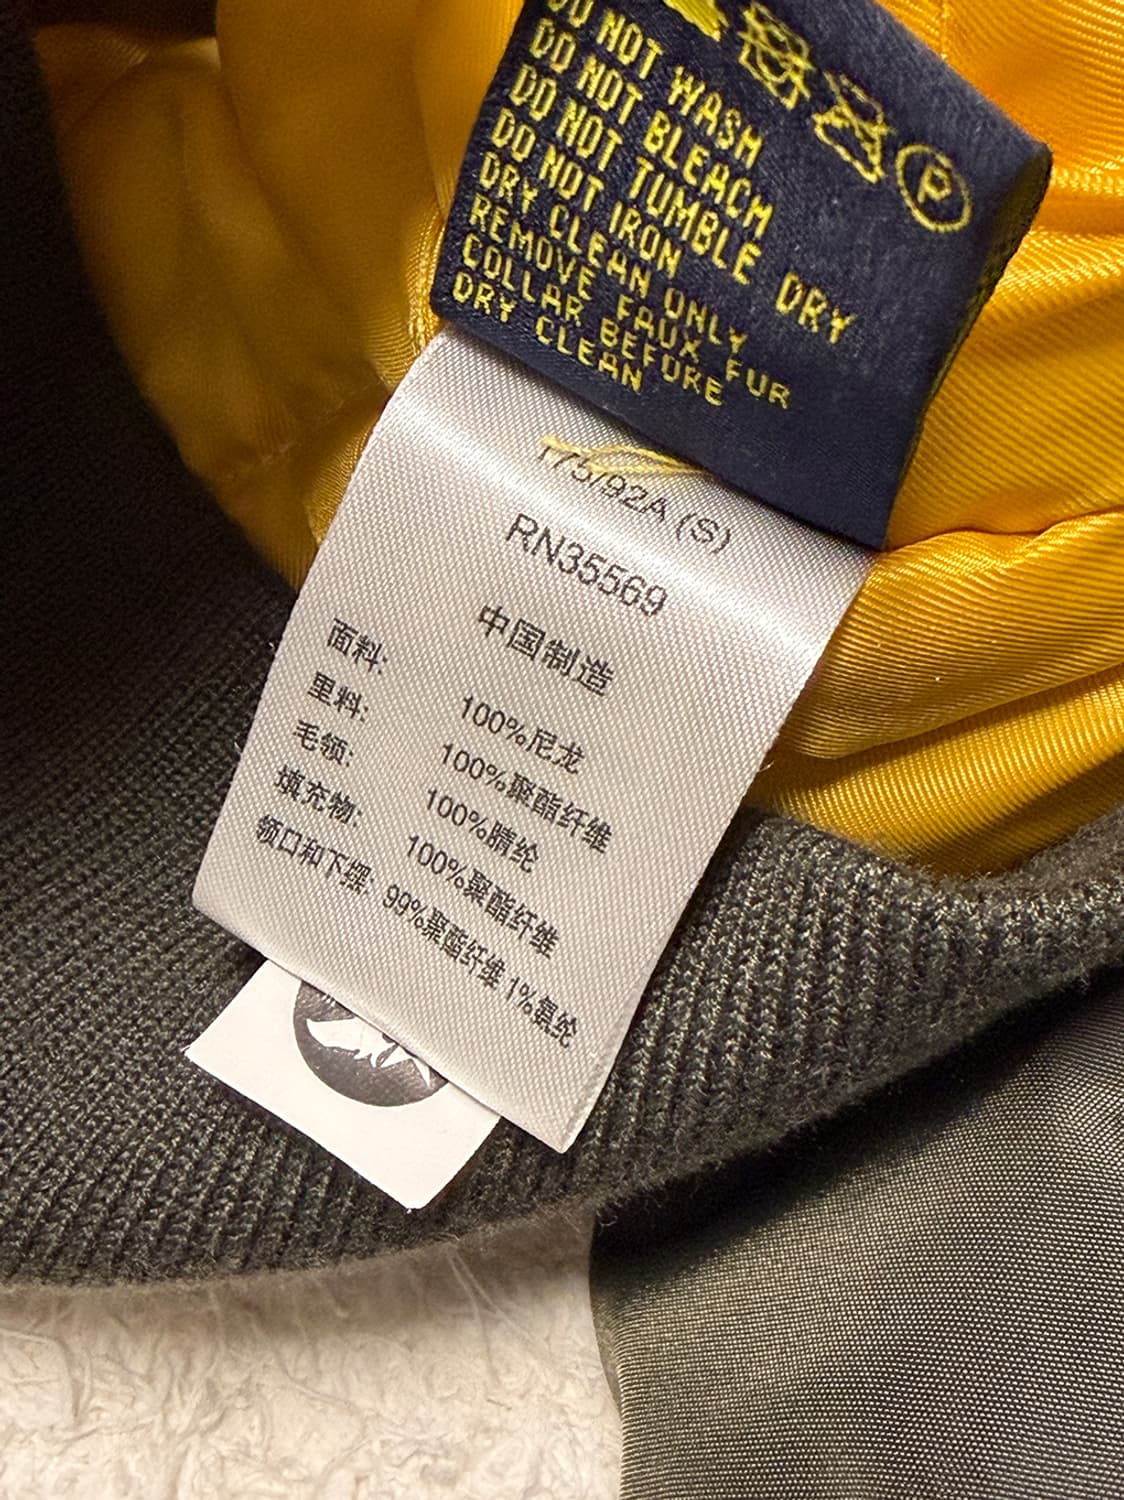 DO NOT WASH
DO NOT BLEACH
DO NOT TUMBLE DRY
DO NOT IRON
DRY CLEAN ONLY
REMOVE FAUX FUR
COLLAR BEFORE
DRY CLEAN
P
175/92A (S)
RN35569
中国制造
面料: 100%尼龙
里料: 100%聚酯纤维
毛领: 100%腈纶
填充物: 100%聚酯纤维
领口和下摆: 99%聚酯纤维 1%氨纶